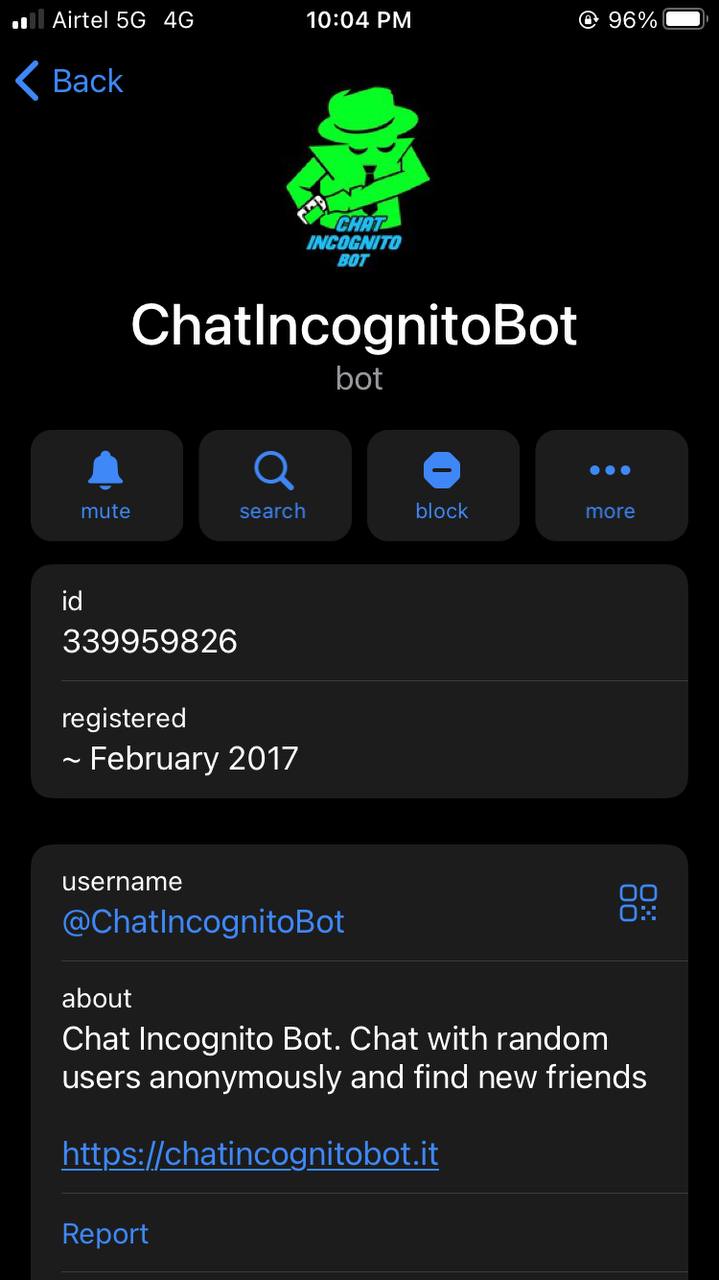 Airtel 5G 4G 10:04 PM 96%
Back
CHAT
INCOGNITO
BOT
ChatIncognitoBot
bot
mute search block more
id
339959826
registered
~ February 2017
username
@ChatIncognitoBot
about
Chat Incognito Bot. Chat with random
users anonymously and find new friends
https://chatincognitobot.it
Report